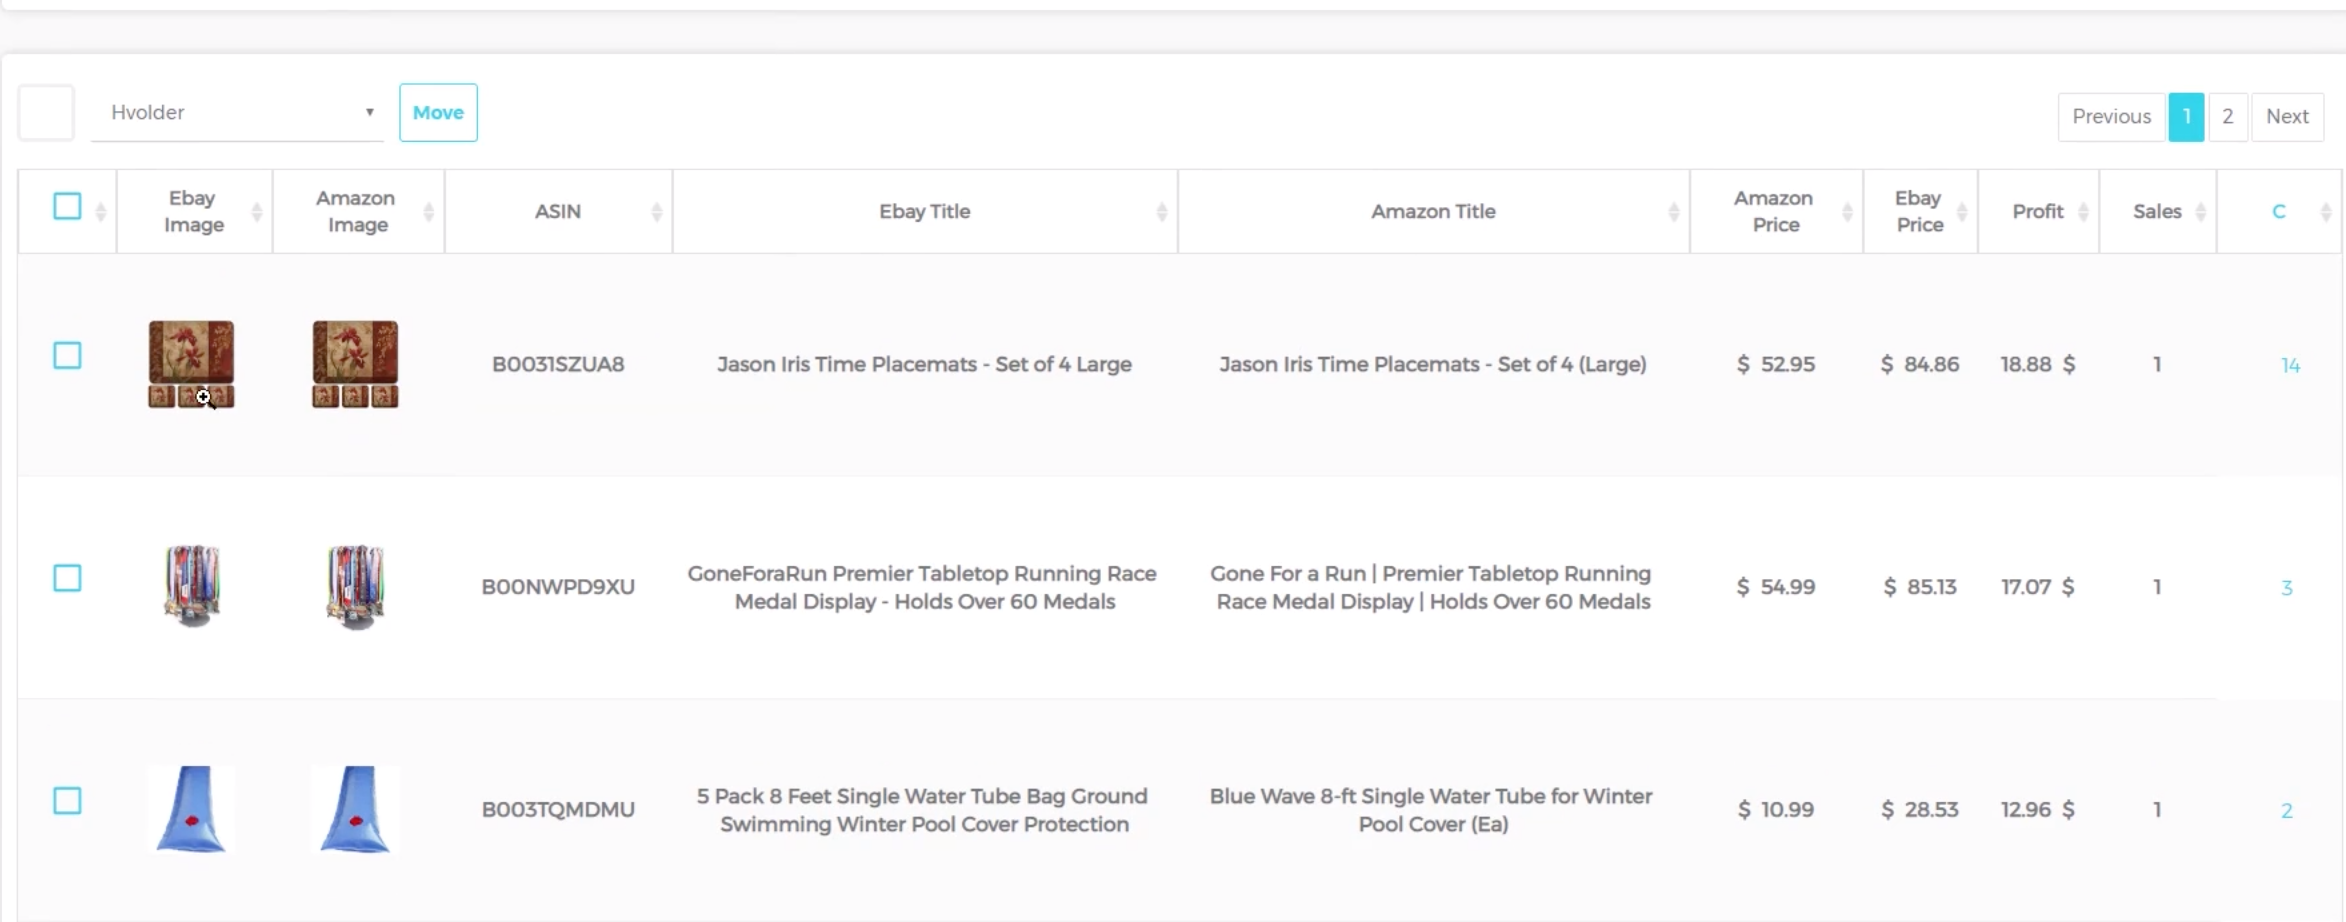 Hvolder
Move
Previous 1 2 Next
Ebay Image
Amazon Image
ASIN
Ebay Title
Amazon Title
Amazon Price
Ebay Price
Profit
Sales
C
B0031SZUA8
Jason Iris Time Placemats - Set of 4 Large
Jason Iris Time Placemats - Set of 4 (Large)
$ 52.95
$ 84.86
18.88 $
1
14
B00NWPD9XU
GoneForaRun Premier Tabletop Running Race
Medal Display - Holds Over 60 Medals
Gone For a Run | Premier Tabletop Running
Race Medal Display | Holds Over 60 Medals
$ 54.99
$ 85.13
17.07 $
1
3
B003TQMDMU
5 Pack 8 Feet Single Water Tube Bag Ground
Swimming Winter Pool Cover Protection
Blue Wave 8-ft Single Water Tube for Winter
Pool Cover (Ea)
$ 10.99
$ 28.53
12.96 $
1
2